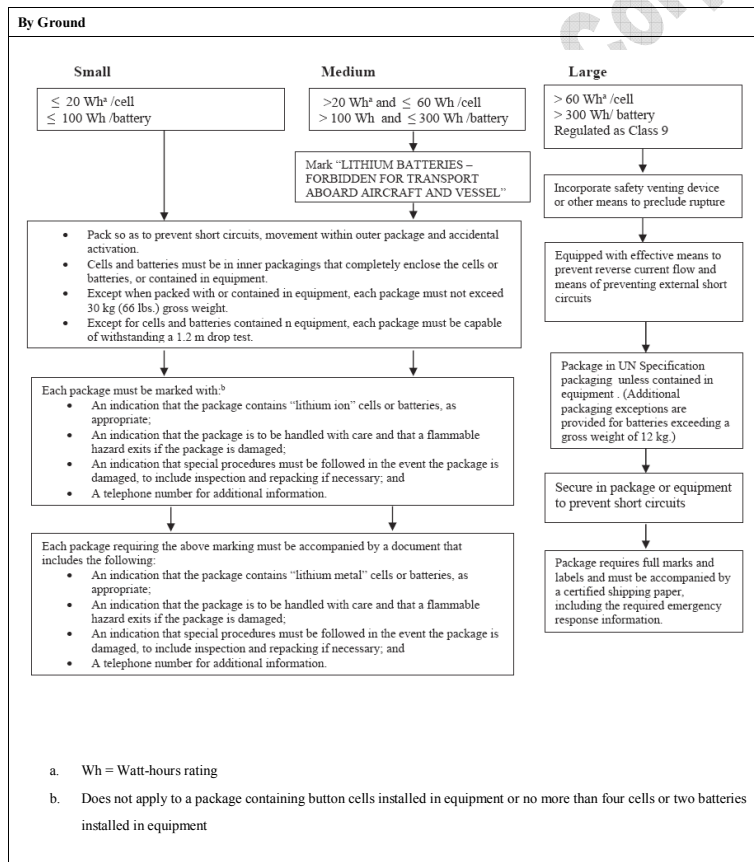 By Ground
Small
≤ 20 Whᵃ /cell
≤ 100 Wh /battery
Medium
>20 Whᵃ and ≤ 60 Wh /cell
> 100 Wh and ≤ 300 Wh /battery
Mark “LITHIUM BATTERIES –
FORBIDDEN FOR TRANSPORT
ABOARD AIRCRAFT AND VESSEL”
• Pack so as to prevent short circuits, movement within outer package and accidental
activation.
• Cells and batteries must be in inner packagings that completely enclose the cells or
batteries, or contained in equipment.
• Except when packed with or contained in equipment, each package must not exceed
30 kg (66 lbs.) gross weight.
• Except for cells and batteries contained n equipment, each package must be capable
of withstanding a 1.2 m drop test.
Each package must be marked with:ᵇ
• An indication that the package contains “lithium ion” cells or batteries, as
appropriate;
• An indication that the package is to be handled with care and that a flammable
hazard exits if the package is damaged;
• An indication that special procedures must be followed in the event the package is
damaged, to include inspection and repacking if necessary; and
• A telephone number for additional information.
Each package requiring the above marking must be accompanied by a document that
includes the following:
• An indication that the package contains “lithium metal” cells or batteries, as
appropriate;
• An indication that the package is to be handled with care and that a flammable
hazard exits if the package is damaged;
• An indication that special procedures must be followed in the event the package is
damaged, to include inspection and repacking if necessary; and
• A telephone number for additional information.
Large
> 60 Whᵃ /cell
> 300 Wh/ battery
Regulated as Class 9
Incorporate safety venting device
or other means to preclude rupture
Equipped with effective means to
prevent reverse current flow and
means of preventing external short
circuits
Package in UN Specification
packaging unless contained in
equipment . (Additional
packaging exceptions are
provided for batteries exceeding a
gross weight of 12 kg.)
Secure in package or equipment
to prevent short circuits
Package requires full marks and
labels and must be accompanied by
a certified shipping paper,
including the required emergency
response information.
a. Wh = Watt-hours rating
b. Does not apply to a package containing button cells installed in equipment or no more than four cells or two batteries
installed in equipment